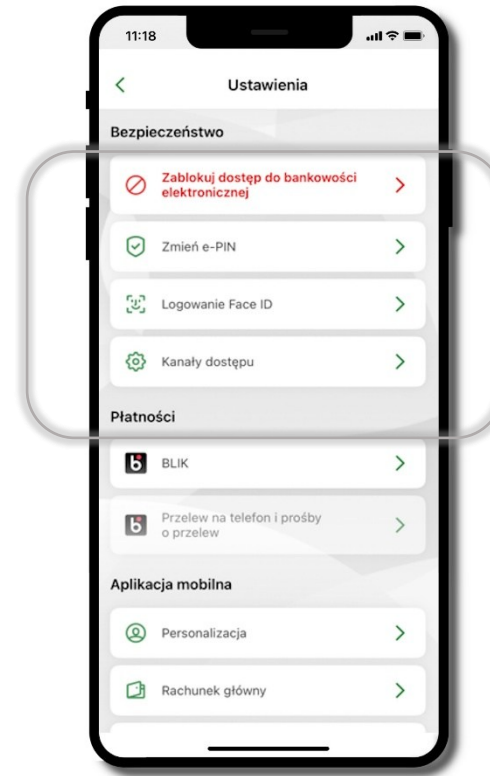 11:18
Ustawienia
Bezpieczeństwo
Zablokuj dostęp do bankowości
elektronicznej
Zmień e-PIN
Logowanie Face ID
Kanały dostępu
Płatności
BLIK
Przelew na telefon i prośby
o przelew
Aplikacja mobilna
Personalizacja
Rachunek główny